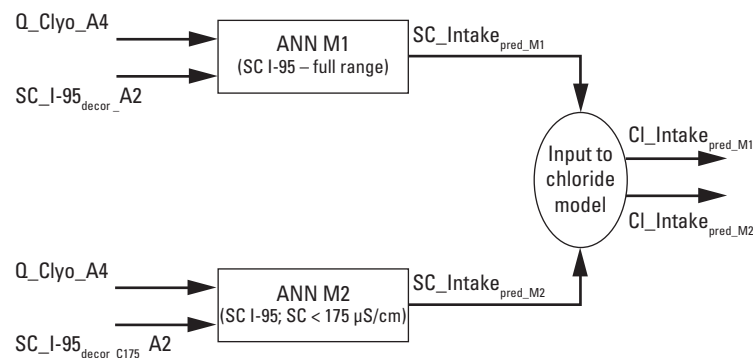 Q_Clyo_A4
SC_I-95decor_A2
ANN M1
(SC I-95 – full range)
SC_Intakepred_M1
Input to
chloride
model
Cl_Intakepred_M1
Cl_Intakepred_M2
Q_Clyo_A4
SC_I-95decor_C175 A2
ANN M2
(SC I-95; SC < 175 µS/cm)
SC_Intakepred_M2